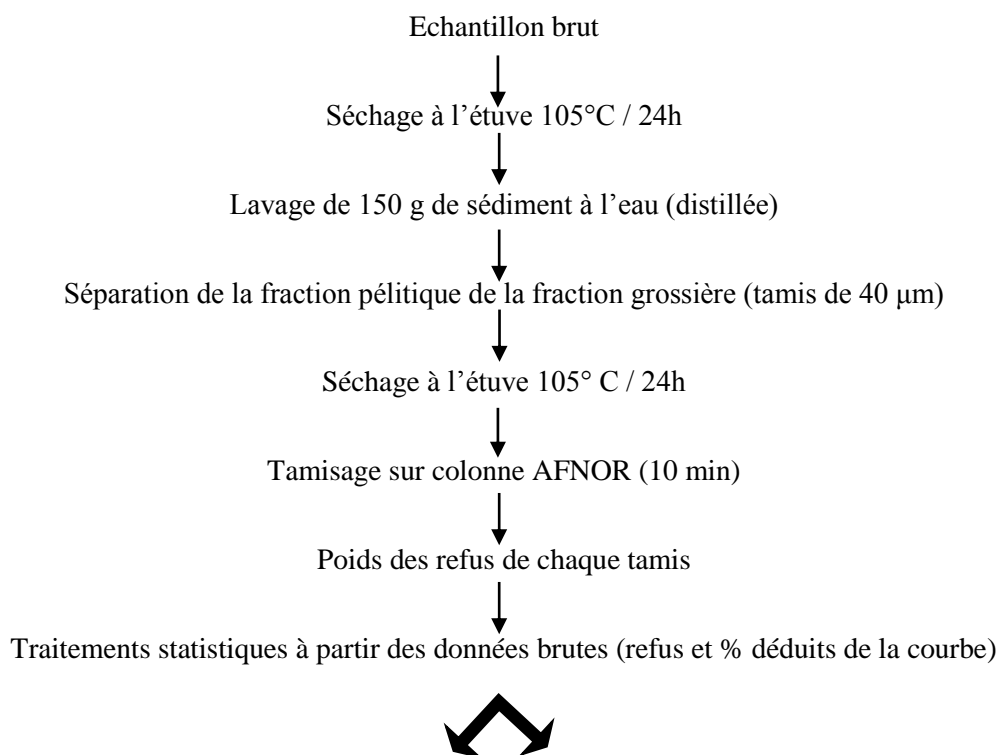 Echantillon brut
Séchage à l’étuve 105°C / 24h
Lavage de 150 g de sédiment à l’eau (distillée)
Séparation de la fraction pélitique de la fraction grossière (tamis de 40 μm)
Séchage à l’étuve 105° C / 24h
Tamisage sur colonne AFNOR (10 min)
Poids des refus de chaque tamis
Traitements statistiques à partir des données brutes (refus et % déduits de la courbe)